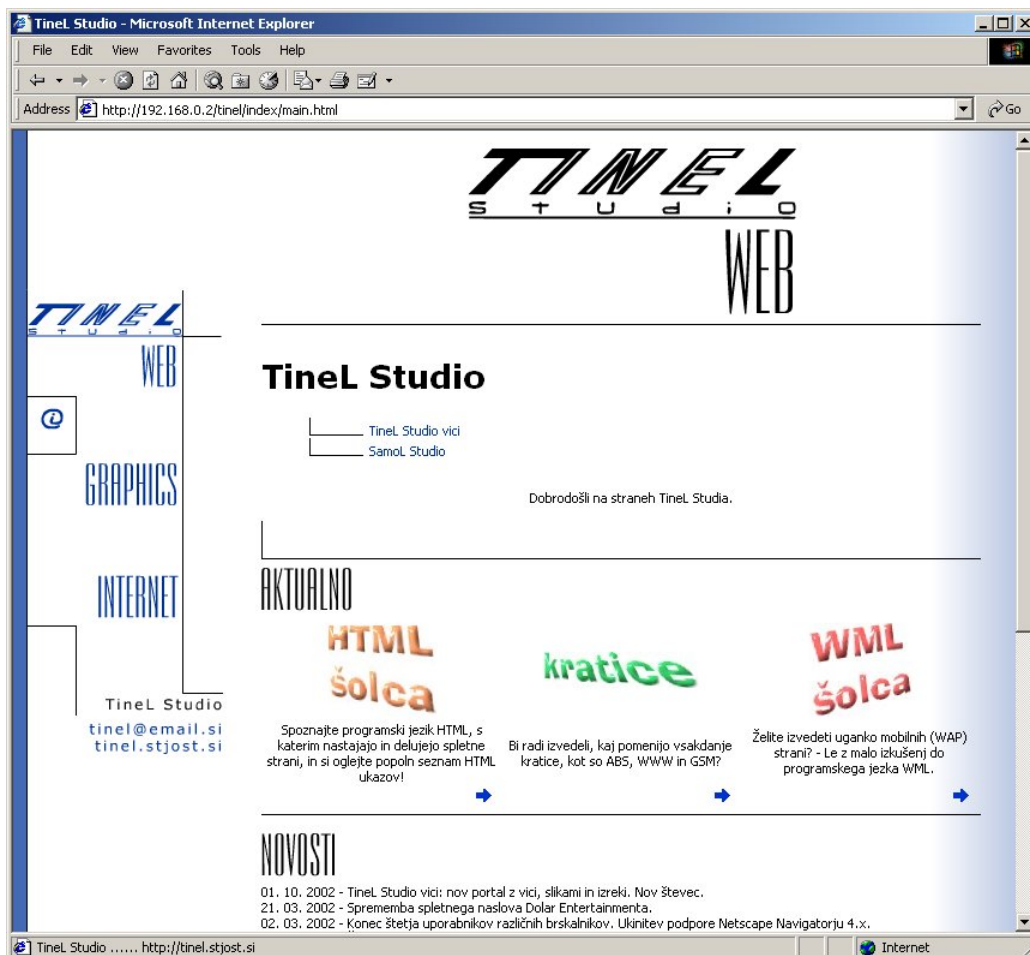 TineL Studio - Microsoft Internet Explorer
File Edit View Favorites Tools Help
Address http://192.168.0.2/tinel/index/main.html Go
TINEL
Studio
WEB
TINEL
Studio
WEB
@
GRAPHICS
INTERNET
TineL Studio
tinel@email.si
tinel.stjost.si
TineL Studio
TineL Studio vici
SamoL Studio
Dobrodošli na straneh TineL Studia.
AKTUALNO
HTML
šolca
Spoznajte programski jezik HTML, s
katerim nastajajo in delujejo spletne
strani, in si oglejte popoln seznam HTML
ukazov!
kratice
Bi radi izvedeli, kaj pomenijo vsakdanje
kratice, kot so ABS, WWW in GSM?
WML
šolca
Želite izvedeti uganko mobilnih (WAP)
strani? - Le z malo izkušenj do
programskega jezka WML.
NOVOSTI
01. 10. 2002 - TineL Studio vici: nov portal z vici, slikami in izreki. Nov števec.
21. 03. 2002 - Sprememba spletnega naslova Dolar Entertainmenta.
02. 03. 2002 - Konec štetja uporabnikov različnih brskalnikov. Ukinitev podpore Netscape Navigatorju 4.x.
TineL Studio ...... http://tinel.stjost.si Internet